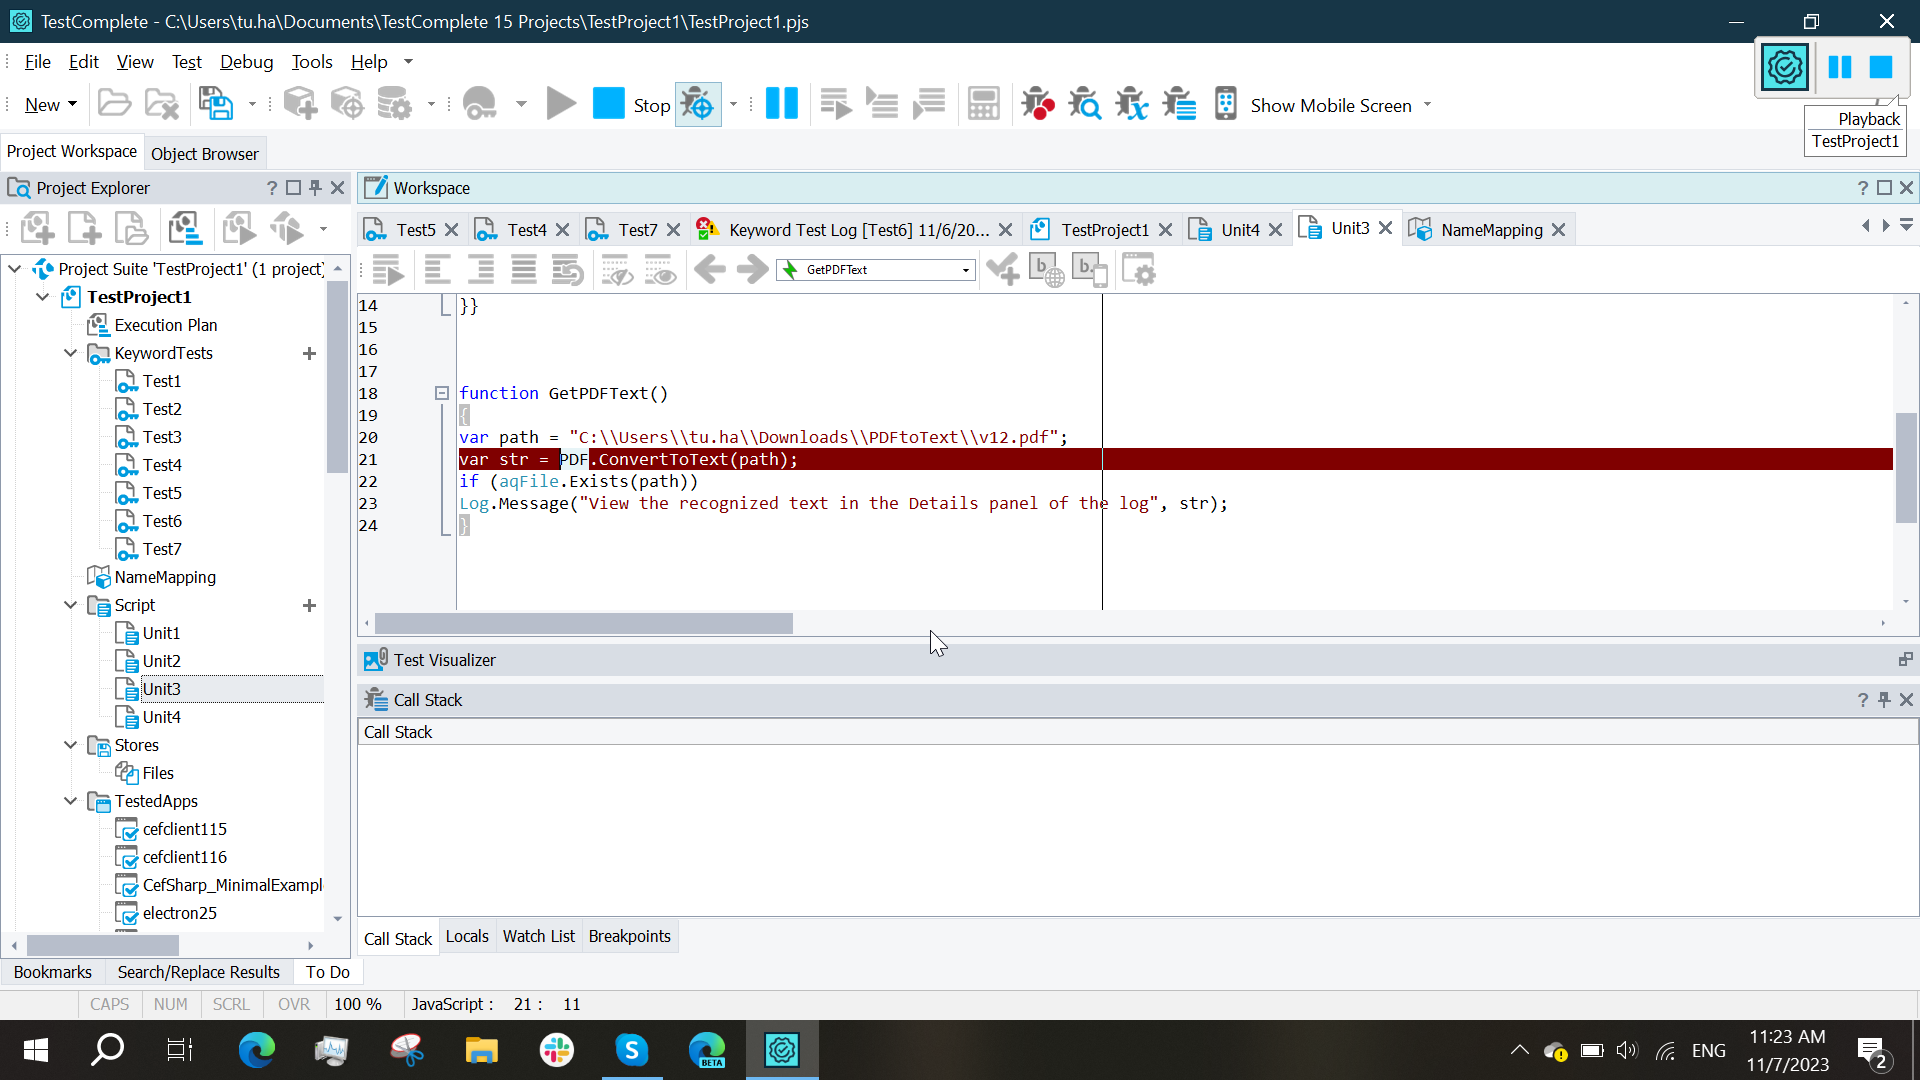 TestComplete - C:\Users\tu.ha\Documents\TestComplete 15 Projects\TestProject1\TestProject1.pjs
File Edit View Test Debug Tools Help
New Stop Show Mobile Screen
Playback
TestProject1
Project Workspace Object Browser
Project Explorer
Workspace
Test5 Test4 Test7 Keyword Test Log [Test6] 11/6/20... TestProject1 Unit4 Unit3 NameMapping
GetPDFText
Project Suite 'TestProject1' (1 project)
TestProject1
Execution Plan
KeywordTests
Test1
Test2
Test3
Test4
Test5
Test6
Test7
NameMapping
Script
Unit1
Unit2
Unit3
Unit4
Stores
Files
TestedApps
cefclient115
cefclient116
CefSharp_MinimalExampl
electron25
14 }}
15
16
17
18 function GetPDFText()
19 {
20 var path = "C:\\Users\\tu.ha\\Downloads\\PDFtoText\\v12.pdf";
21 var str = PDF.ConvertToText(path);
22 if (aqFile.Exists(path))
23 Log.Message("View the recognized text in the Details panel of the log", str);
24 }
Test Visualizer
Call Stack
Call Stack
Call Stack Locals Watch List Breakpoints
Bookmarks Search/Replace Results To Do
CAPS NUM SCRL OVR 100 % JavaScript : 21 : 11
BETA
ENG
11:23 AM
11/7/2023
2